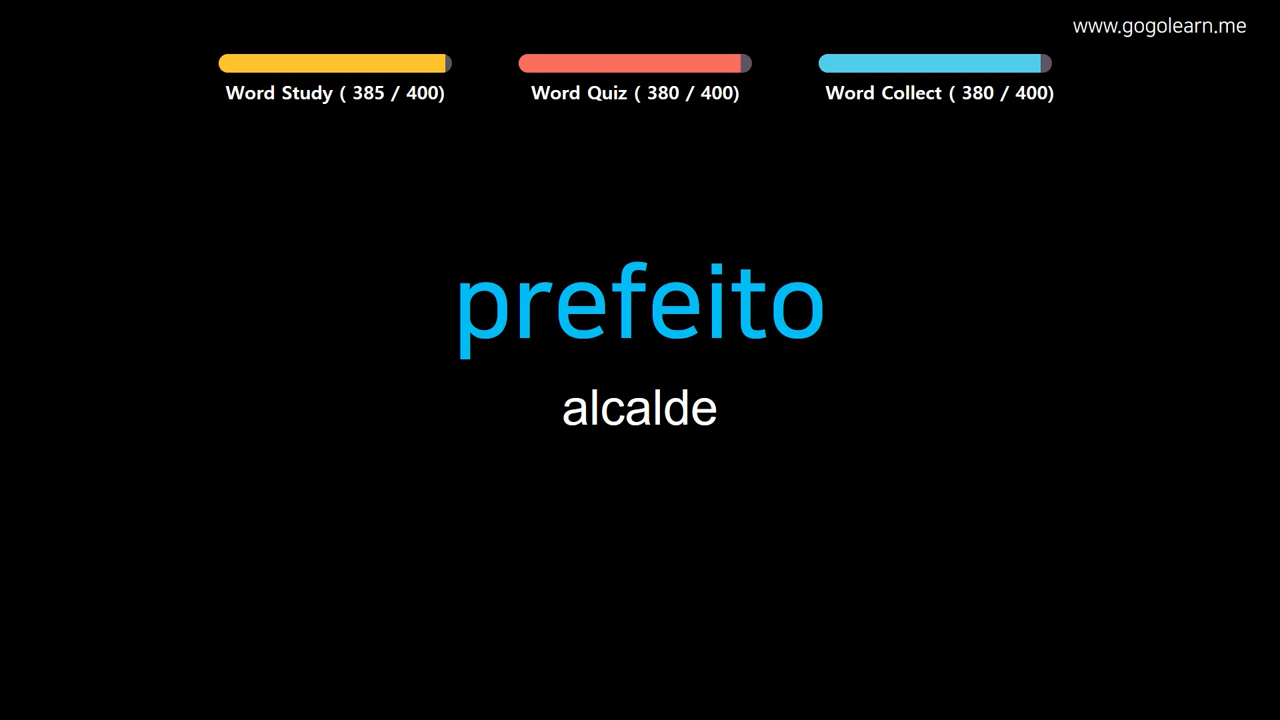 www.gogolearn.me
Word Study ( 385 / 400)
Word Quiz ( 380 / 400)
Word Collect ( 380 / 400)
prefeito
alcalde